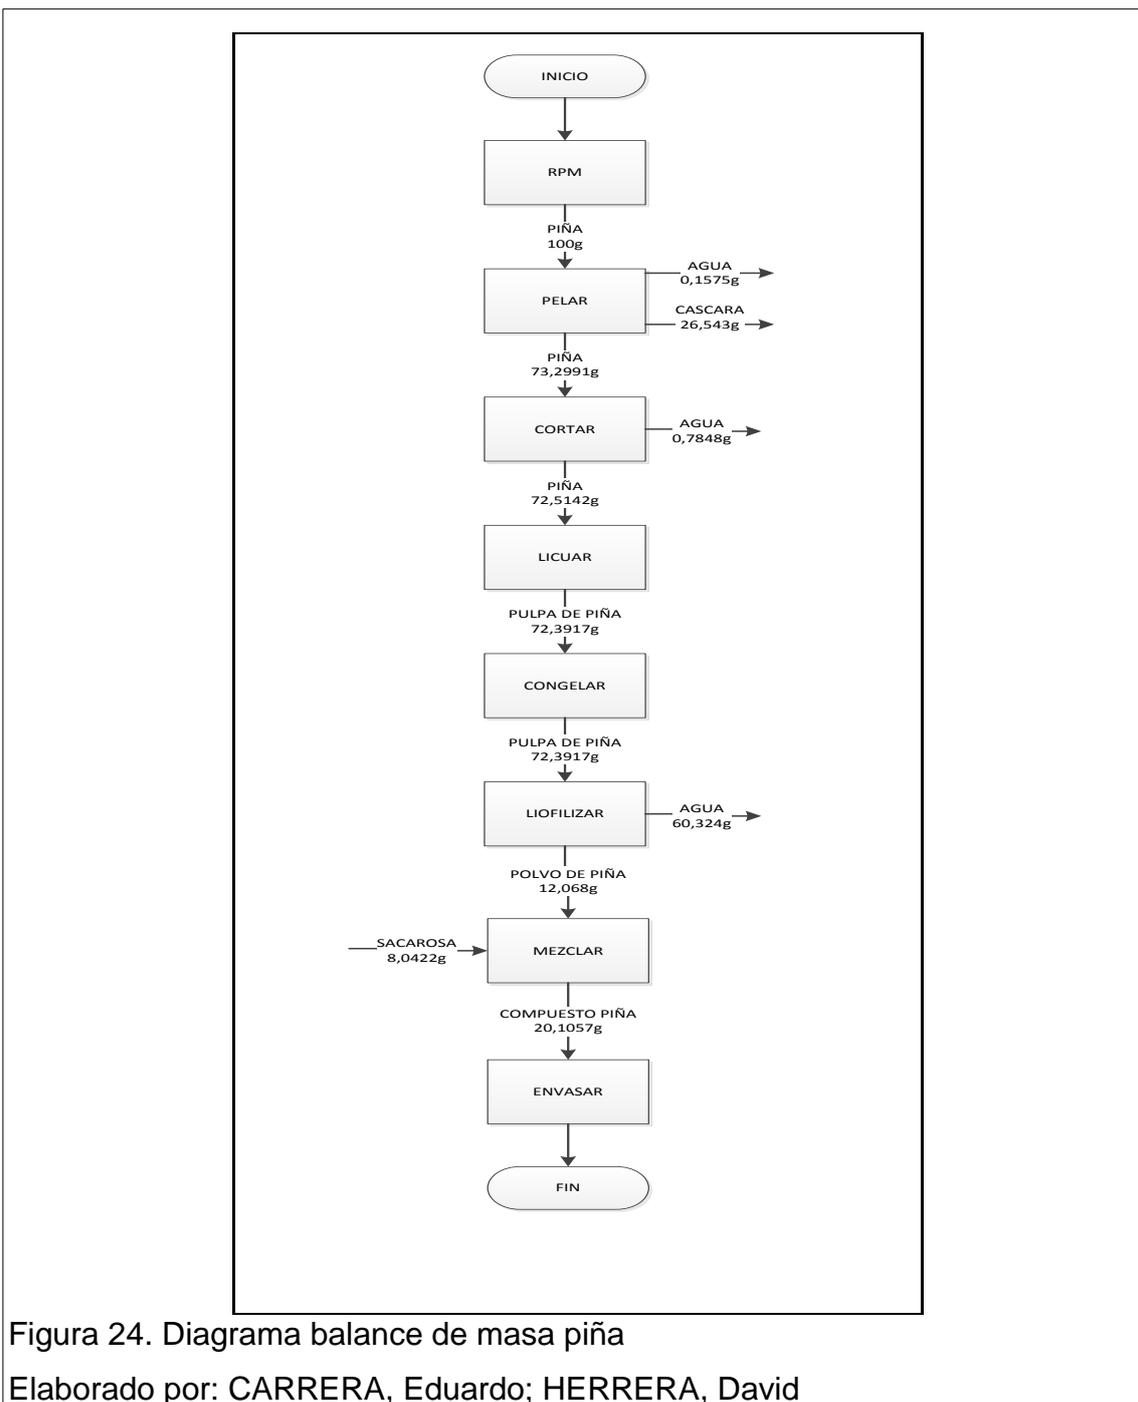 INICIO
RPM
PIÑA
100g
PELAR
AGUA
0,1575g
CASCARA
26,543g
PIÑA
73,2991g
CORTAR
AGUA
0,7848g
PIÑA
72,5142g
LICUAR
PULPA DE PIÑA
72,3917g
CONGELAR
PULPA DE PIÑA
72,3917g
LIOFILIZAR
AGUA
60,324g
POLVO DE PIÑA
12,068g
SACAROSA
8,0422g
MEZCLAR
COMPUESTO PIÑA
20,1057g
ENVASAR
FIN
Figura 24. Diagrama balance de masa piña
Elaborado por: CARRERA, Eduardo; HERRERA, David